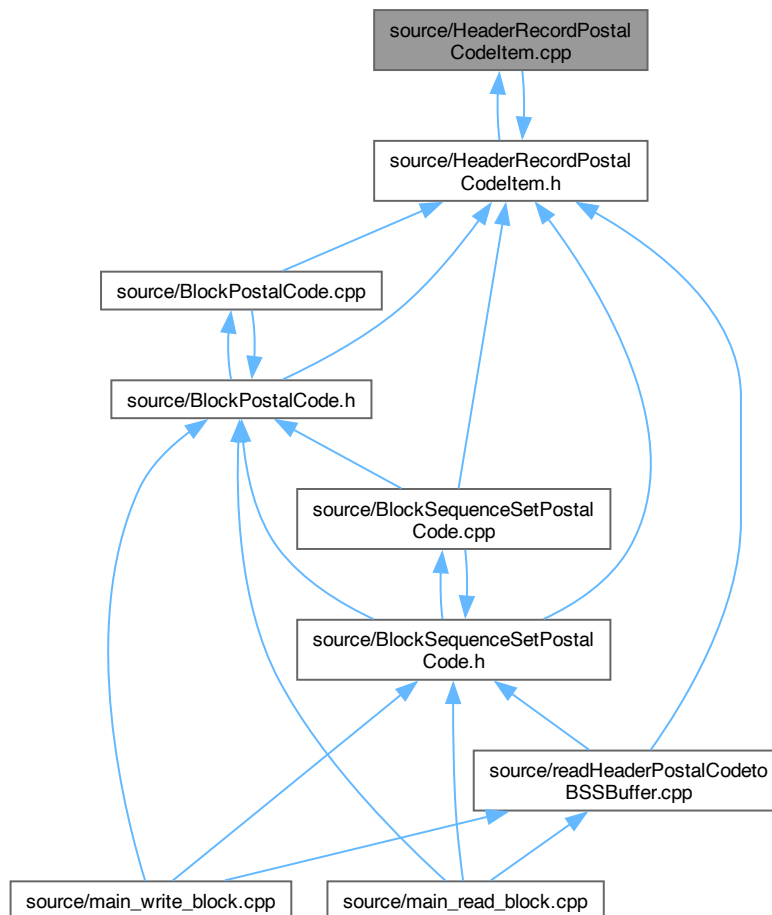 source/HeaderRecordPostal
CodeItem.cpp
source/HeaderRecordPostal
CodeItem.h
source/BlockPostalCode.cpp
source/BlockPostalCode.h
source/BlockSequenceSetPostal
Code.cpp
source/BlockSequenceSetPostal
Code.h
source/readHeaderPostalCodeto
BSSBuffer.cpp
source/main_write_block.cpp
source/main_read_block.cpp